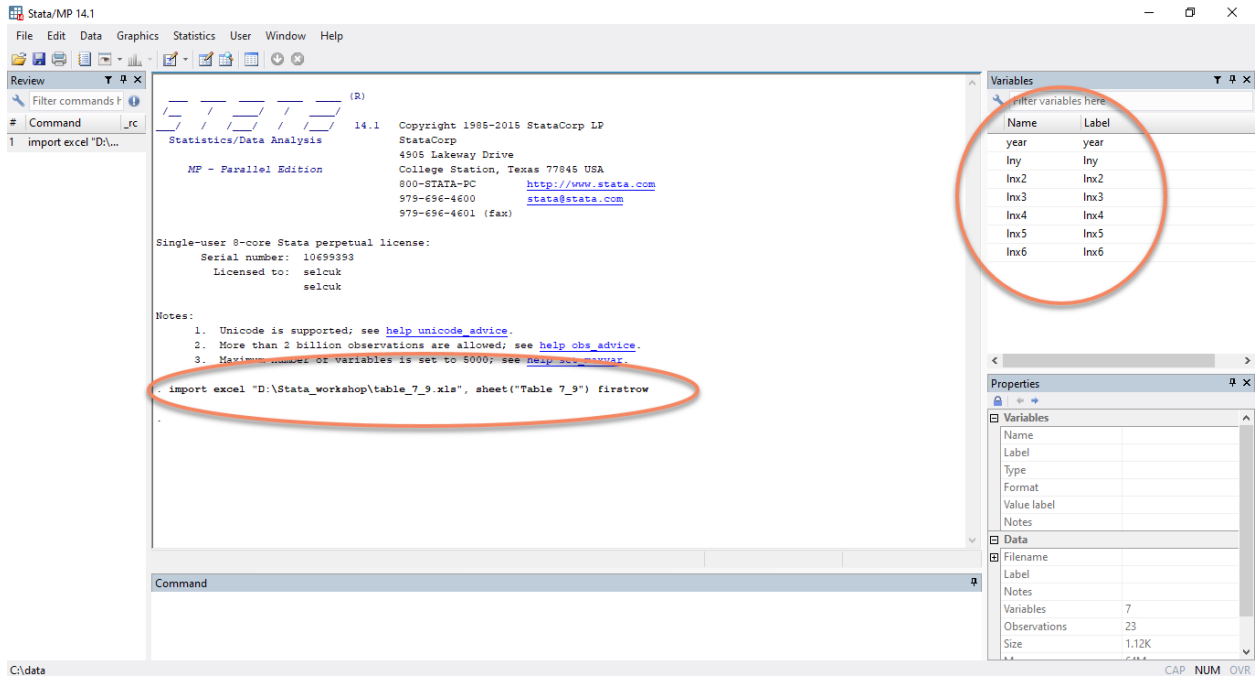 Stata/MP 14.1
File Edit Data Graphics Statistics User Window Help
Review
Filter commands h
# Command _rc
1 import excel "D:\...
(R)
14.1 Copyright 1985-2015 StataCorp LP
Statistics/Data Analysis StataCorp
4905 Lakeway Drive
MP - Parallel Edition College Station, Texas 77845 USA
800-STATA-PC http://www.stata.com
979-696-4600 stata@stata.com
979-696-4601 (fax)
Single-user 8-core Stata perpetual license:
Serial number: 10699393
Licensed to: selcuk
selcuk
Notes:
1. Unicode is supported; see help unicode_advice.
2. More than 2 billion observations are allowed; see help obs_advice.
3. Maximum number of variables is set to 5000; see help set_maxvar.
. import excel "D:\Stata_workshop\table_7_9.xls", sheet("Table 7_9") firstrow
.
Command
Variables
Filter variables here
Name Label
year year
lny lny
lnx2 lnx2
lnx3 lnx3
lnx4 lnx4
lnx5 lnx5
lnx6 lnx6
Properties
Variables
Name
Label
Type
Format
Value label
Notes
Data
Filename
Label
Notes
Variables 7
Observations 23
Size 1.12K
C:\data
CAP NUM OVR